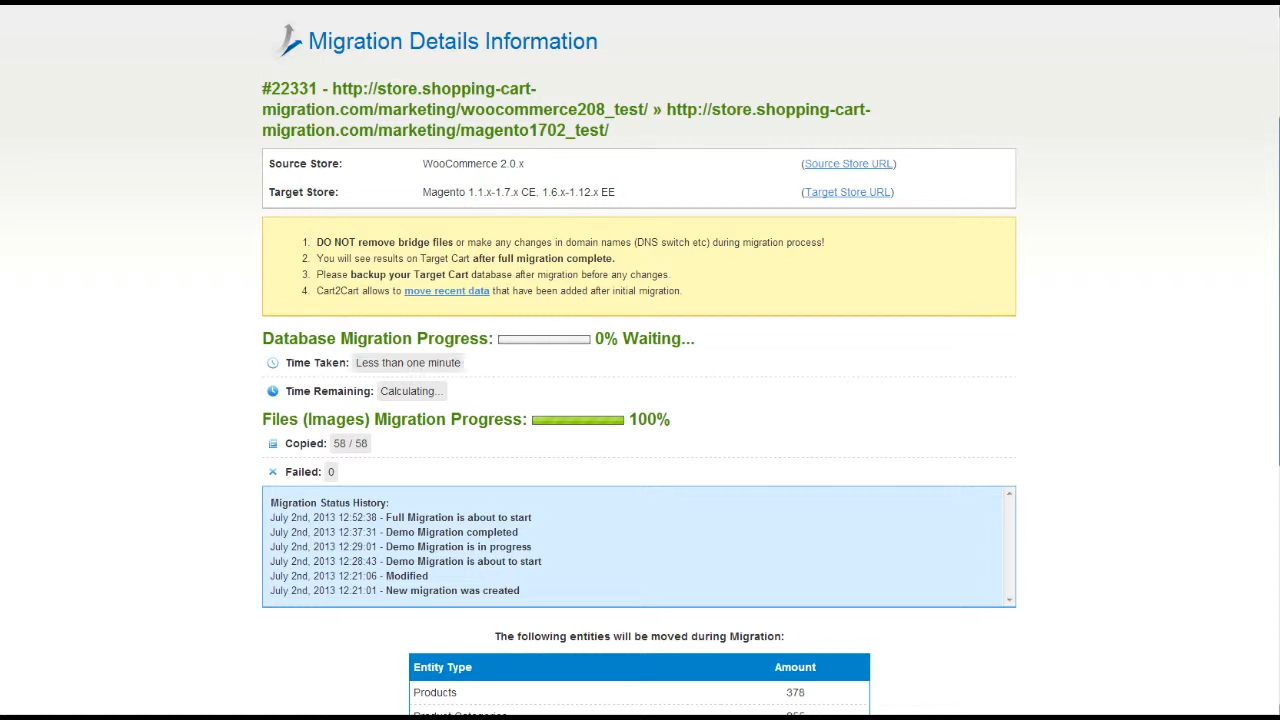 Migration Details Information
#22331 - http://store.shopping-cart-
migration.com/marketing/woocommerce208_test/ » http://store.shopping-cart-
migration.com/marketing/magento1702_test/
Source Store: WooCommerce 2.0.x (Source Store URL)
Target Store: Magento 1.1.x-1.7.x CE, 1.6.x-1.12.x EE (Target Store URL)
1. DO NOT remove bridge files or make any changes in domain names (DNS switch etc) during migration process!
2. You will see results on Target Cart after full migration complete.
3. Please backup your Target Cart database after migration before any changes.
4. Cart2Cart allows to move recent data that have been added after initial migration.
Database Migration Progress: 0% Waiting...
Time Taken: Less than one minute
Time Remaining: Calculating...
Files (Images) Migration Progress: 100%
Copied: 58 / 58
Failed: 0
Migration Status History:
July 2nd, 2013 12:52:38 - Full Migration is about to start
July 2nd, 2013 12:37:31 - Demo Migration completed
July 2nd, 2013 12:29:01 - Demo Migration is in progress
July 2nd, 2013 12:28:43 - Demo Migration is about to start
July 2nd, 2013 12:21:06 - Modified
July 2nd, 2013 12:21:01 - New migration was created
The following entities will be moved during Migration:
Entity Type Amount
Products 378
Product Categories